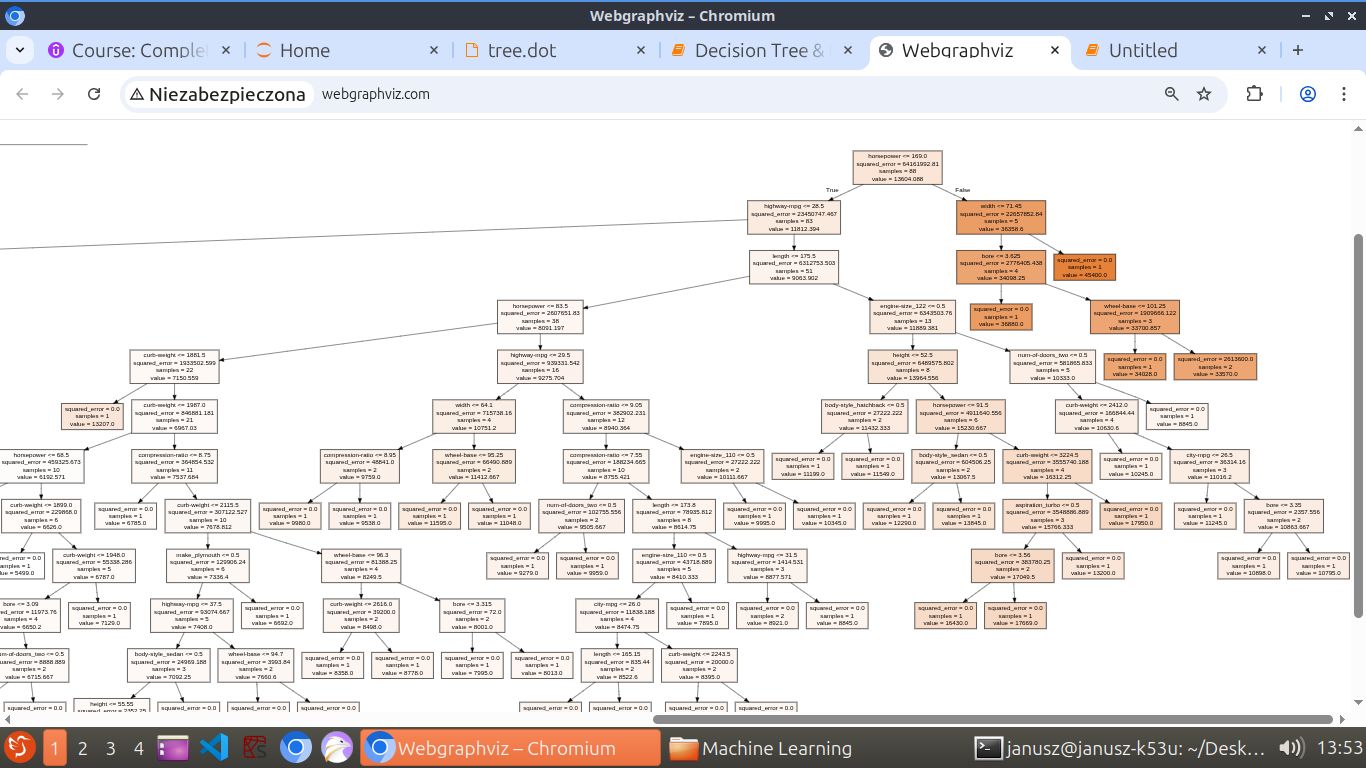 Webgraphviz – Chromium
Course: Comple
Home
tree.dot
Decision Tree &
Webgraphviz
Untitled
Niezabezpieczona
webgraphviz.com
horsepower <= 169.0
squared_error = 64161992.81
samples = 88
value = 13604.088
True
False
highway-mpg <= 28.5
squared_error = 23450747.467
samples = 83
value = 11812.394
width <= 71.45
squared_error = 22657852.84
samples = 5
value = 36358.6
length <= 175.5
squared_error = 6312753.503
samples = 51
value = 9063.902
bore <= 3.625
squared_error = 2776405.438
samples = 4
value = 34098.25
squared_error = 0.0
samples = 1
value = 45400.0
horsepower <= 83.5
squared_error = 2607651.83
samples = 38
value = 8091.197
engine-size_122 <= 0.5
squared_error = 6343503.76
samples = 13
value = 11889.381
squared_error = 0.0
samples = 1
value = 36880.0
wheel-base <= 101.25
squared_error = 1909666.122
samples = 3
value = 33700.857
curb-weight <= 1881.5
squared_error = 1933502.599
samples = 22
value = 7150.559
highway-mpg <= 29.5
squared_error = 939331.542
samples = 16
value = 9275.704
height <= 52.5
squared_error = 6489575.802
samples = 8
value = 13964.556
num-of-doors_two <= 0.5
squared_error = 581865.833
samples = 5
value = 10333.0
squared_error = 0.0
samples = 1
value = 34028.0
squared_error = 2613600.0
samples = 2
value = 33570.0
squared_error = 0.0
samples = 1
value = 13207.0
curb-weight <= 1987.0
squared_error = 846881.181
samples = 21
value = 6967.03
width <= 64.1
squared_error = 715738.16
samples = 4
value = 10751.2
compression-ratio <= 9.05
squared_error = 382902.231
samples = 12
value = 8940.364
body-style_hatchback <= 0.5
squared_error = 27222.222
samples = 2
value = 11432.333
horsepower <= 91.5
squared_error = 4911640.556
samples = 6
value = 15230.667
curb-weight <= 2412.0
squared_error = 166844.44
samples = 4
value = 10630.6
squared_error = 0.0
samples = 1
value = 8845.0
horsepower <= 68.5
squared_error = 459325.673
samples = 10
value = 6192.571
compression-ratio <= 8.75
squared_error = 364854.532
samples = 11
value = 7537.684
compression-ratio <= 8.95
squared_error = 48841.0
samples = 2
value = 9759.0
wheel-base <= 95.25
squared_error = 66490.889
samples = 2
value = 11412.667
compression-ratio <= 7.55
squared_error = 188234.665
samples = 10
value = 8755.421
engine-size_110 <= 0.5
squared_error = 27222.222
samples = 2
value = 10111.667
squared_error = 0.0
samples = 1
value = 11199.0
squared_error = 0.0
samples = 1
value = 11549.0
body-style_sedan <= 0.5
squared_error = 604506.25
samples = 2
value = 13067.5
curb-weight <= 3224.5
squared_error = 3555740.188
samples = 4
value = 16312.25
squared_error = 0.0
samples = 1
value = 10245.0
city-mpg <= 26.5
squared_error = 36314.16
samples = 3
value = 11016.2
curb-weight <= 1899.0
squared_error = 229868.0
samples = 6
value = 6626.0
squared_error = 0.0
samples = 1
value = 6785.0
curb-weight <= 2115.5
squared_error = 307122.527
samples = 10
value = 7678.812
squared_error = 0.0
samples = 1
value = 9980.0
squared_error = 0.0
samples = 1
value = 9538.0
squared_error = 0.0
samples = 1
value = 11595.0
squared_error = 0.0
samples = 1
value = 11048.0
num-of-doors_two <= 0.5
squared_error = 102755.556
samples = 2
value = 9505.667
length <= 173.8
squared_error = 78935.812
samples = 8
value = 8614.75
squared_error = 0.0
samples = 1
value = 9995.0
squared_error = 0.0
samples = 1
value = 10345.0
squared_error = 0.0
samples = 1
value = 12290.0
squared_error = 0.0
samples = 1
value = 13845.0
aspiration_turbo <= 0.5
squared_error = 3548886.889
samples = 3
value = 15766.333
squared_error = 0.0
samples = 1
value = 17950.0
squared_error = 0.0
samples = 1
value = 11245.0
bore <= 3.35
squared_error = 2357.556
samples = 2
value = 10863.667
ared_error = 0.0
samples = 1
value = 5499.0
curb-weight <= 1948.0
squared_error = 55338.286
samples = 5
value = 6787.0
make_plymouth <= 0.5
squared_error = 129906.24
samples = 6
value = 7336.4
wheel-base <= 96.3
squared_error = 81388.25
samples = 4
value = 8249.5
squared_error = 0.0
samples = 1
value = 9279.0
squared_error = 0.0
samples = 1
value = 9959.0
engine-size_110 <= 0.5
squared_error = 43718.889
samples = 5
value = 8410.333
highway-mpg <= 31.5
squared_error = 1414.531
samples = 3
value = 8877.571
bore <= 3.56
squared_error = 383780.25
samples = 2
value = 17049.5
squared_error = 0.0
samples = 1
value = 13200.0
squared_error = 0.0
samples = 1
value = 10898.0
squared_error = 0.0
samples = 1
value = 10795.0
bore <= 3.09
squared_error = 11973.76
samples = 4
value = 6650.2
squared_error = 0.0
samples = 1
value = 7129.0
highway-mpg <= 37.5
squared_error = 93074.667
samples = 5
value = 7408.0
squared_error = 0.0
samples = 1
value = 6692.0
curb-weight <= 2616.0
squared_error = 39200.0
samples = 2
value = 8498.0
bore <= 3.315
squared_error = 72.0
samples = 2
value = 8001.0
city-mpg <= 26.0
squared_error = 11838.188
samples = 4
value = 8474.75
squared_error = 0.0
samples = 1
value = 7895.0
squared_error = 0.0
samples = 2
value = 8921.0
squared_error = 0.0
samples = 1
value = 8845.0
squared_error = 0.0
samples = 1
value = 16430.0
squared_error = 0.0
samples = 1
value = 17669.0
m-of-doors_two <= 0.5
squared_error = 8888.889
samples = 2
value = 6715.667
body-style_sedan <= 0.5
squared_error = 24969.188
samples = 3
value = 7092.25
wheel-base <= 94.7
squared_error = 3993.84
samples = 2
value = 7660.6
squared_error = 0.0
samples = 1
value = 8358.0
squared_error = 0.0
samples = 1
value = 8778.0
squared_error = 0.0
samples = 1
value = 7995.0
squared_error = 0.0
samples = 1
value = 8013.0
length <= 165.15
squared_error = 835.44
samples = 2
value = 8522.6
curb-weight <= 2243.5
squared_error = 20000.0
samples = 2
value = 8395.0
squared_error = 0.0
height <= 55.55
squared_error = 2352.25
squared_error = 0.0
squared_error = 0.0
squared_error = 0.0
squared_error = 0.0
squared_error = 0.0
squared_error = 0.0
squared_error = 0.0
1
2
3
4
Webgraphviz – Chromium
Machine Learning
janusz@janusz-k53u: ~/Desk...
13:53